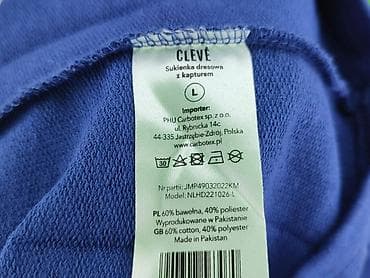 CLEVĒ
Sukienka dresowa
z kapturem
L
Importer:
PHU Carbotex sp. z o.o.
ul. Rybnicka 14c
44-335 Jastrzębie-Zdrój, Polska
www.carbotex.pl
30
Nr partii: JMP49032022KM
Model: NLHD221026-L
PL 60% bawełna, 40% poliester
Wyprodukowane w Pakistanie
GB 60% cotton, 40% polyester
Made in Pakistan